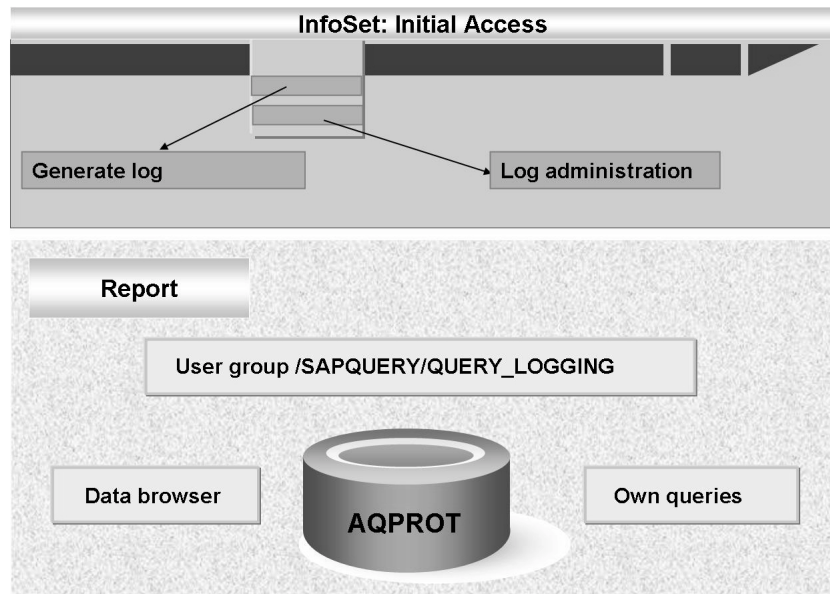 InfoSet: Initial Access
Generate log
Log administration
Report
User group /SAPQUERY/QUERY_LOGGING
Data browser
AQPROT
Own queries